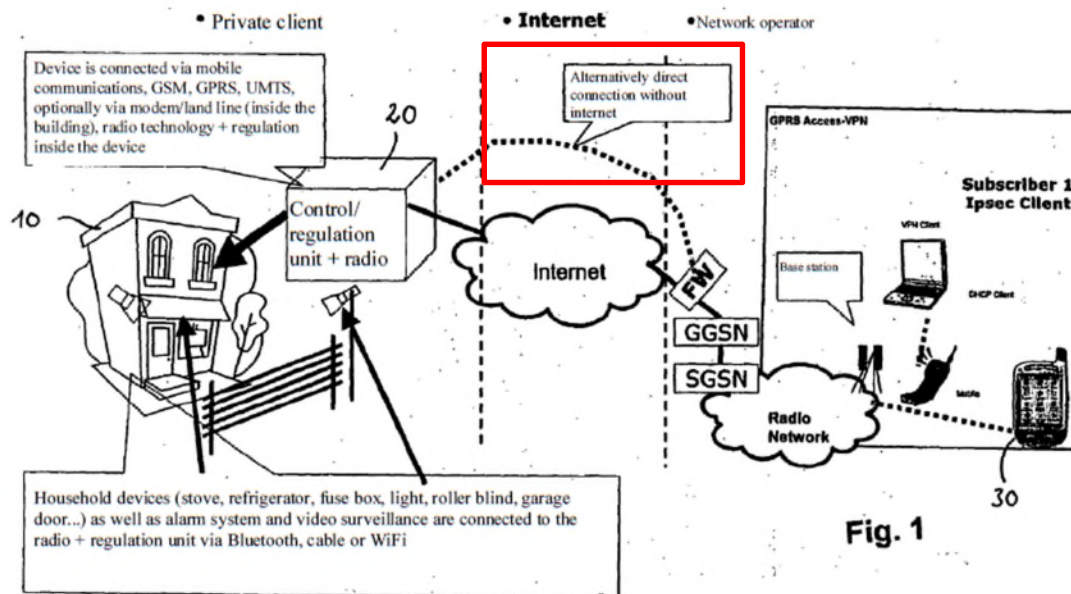 • Private client
• Internet
•Network operator
Device is connected via mobile
communications, GSM, GPRS, UMTS,
optionally via modem/land line (inside the
building), radio technology + regulation
inside the device
20
Alternatively direct
connection without
internet
GPRS Access-VPN
Subscriber 1
Ipsec Client
VPN Client
10
Control/
regulation
unit + radio
Internet
FW
Base station
DHCP Client
GGSN
SGSN
Radio
Network
30
Household devices (stove, refrigerator, fuse box, light, roller blind, garage
door...) as well as alarm system and video surveillance are connected to the
radio + regulation unit via Bluetooth, cable or WiFi
Fig. 1